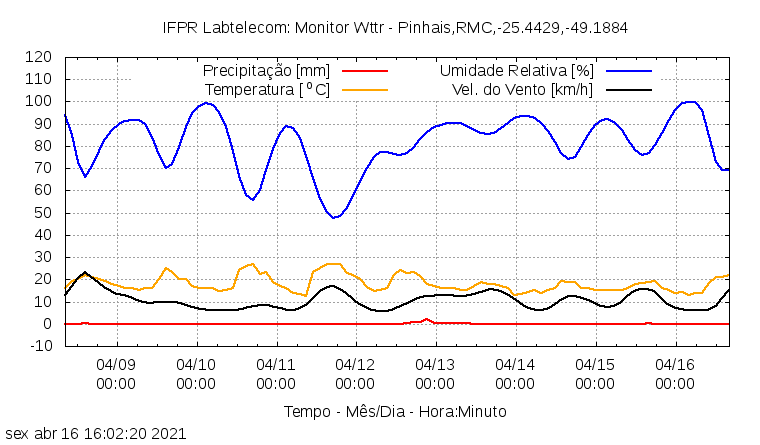 IFPR Labtelecom: Monitor Wttr - Pinhais,RMC,-25.4429,-49.1884
120
110
100
90
80
70
60
50
40
30
20
10
0
-10
Precipitação [mm]
Temperatura [ ⁰C]
Umidade Relativa [%]
Vel. do Vento [km/h]
04/09 04/10 04/11 04/12 04/13 04/14 04/15 04/16
00:00 00:00 00:00 00:00 00:00 00:00 00:00 00:00
Tempo - Mês/Dia - Hora:Minuto
sex abr 16 16:02:20 2021